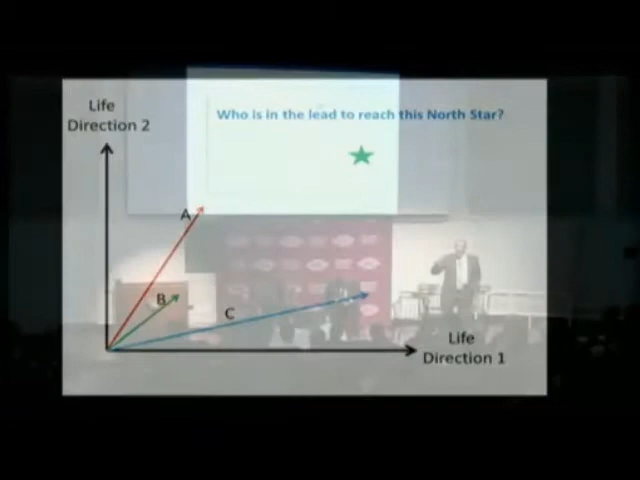 Life
Direction 2
Who is in the lead to reach this North Star?
A
B
C
Life
Direction 1